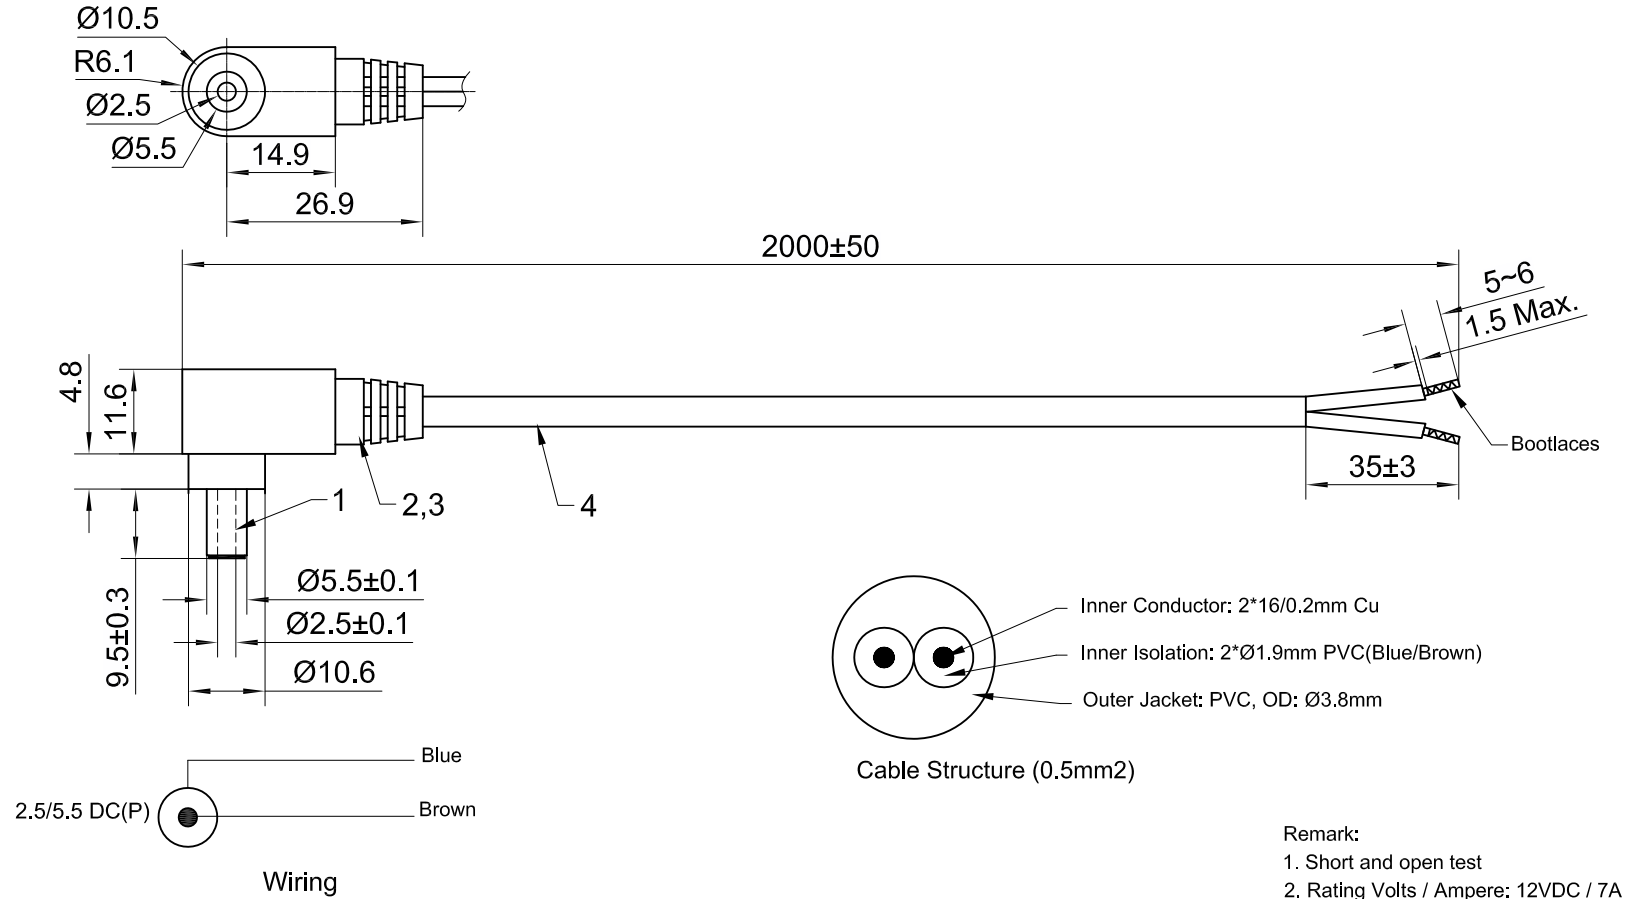 Ø10.5
R6.1
Ø2.5
Ø5.5
14.9
26.9
2000±50
5~6
1.5 Max.
4.8
11.6
Bootlaces
35±3
1
2,3
4
9.5±0.3
Ø5.5±0.1
Ø2.5±0.1
Ø10.6
Inner Conductor: 2*16/0.2mm Cu
Inner Isolation: 2*Ø1.9mm PVC(Blue/Brown)
Outer Jacket: PVC, OD: Ø3.8mm
Cable Structure (0.5mm2)
Blue
2.5/5.5 DC(P)
Brown
Wiring
Remark:
1. Short and open test
2. Rating Volts / Ampere: 12VDC / 7A